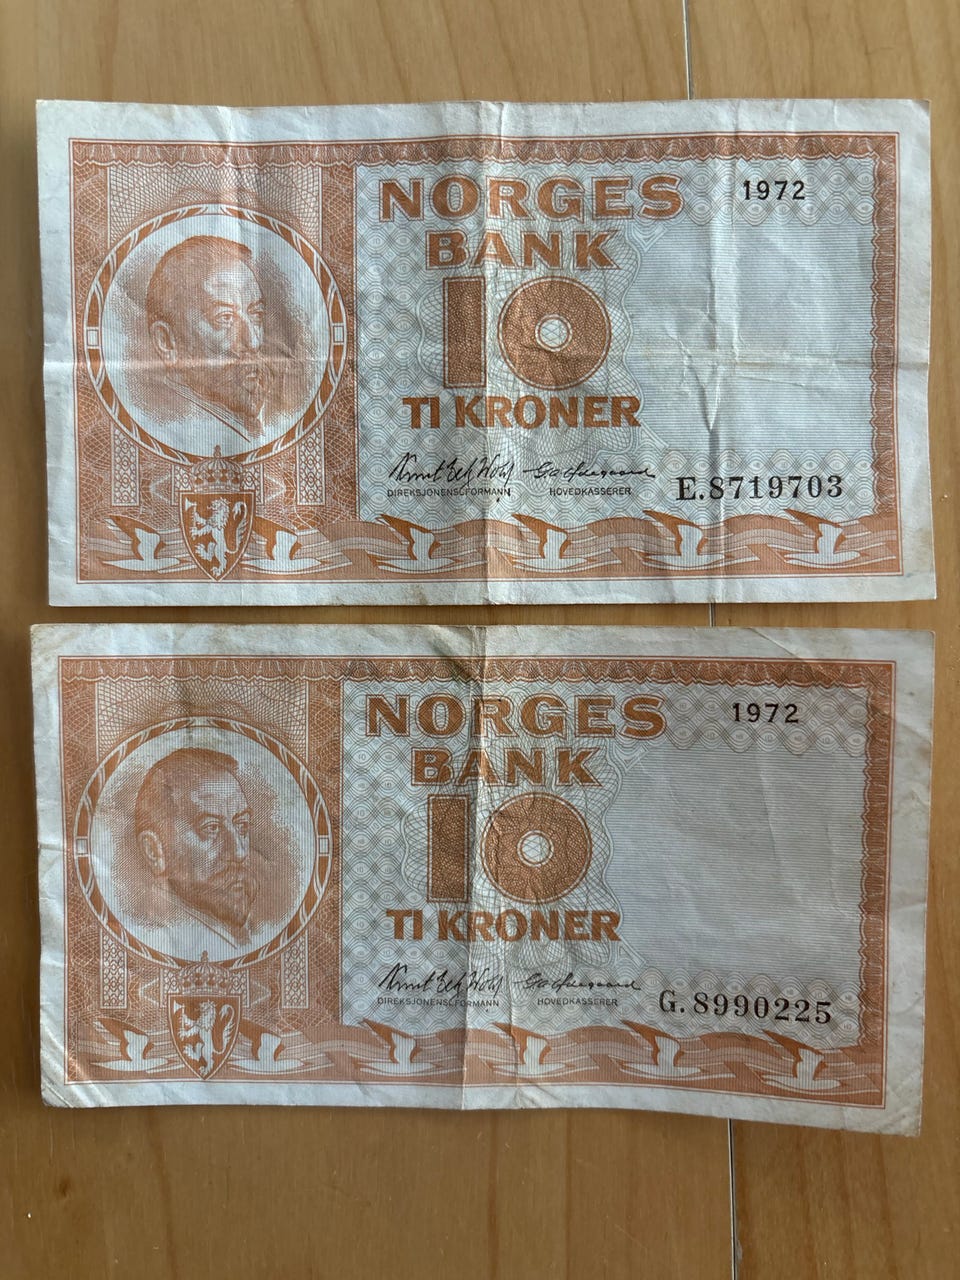 NORGES
1972
BANK
10
TI KRONER
DIREKSJONENS FORMANN
HOVEDKASSERER
E.8719703
NORGES
1972
BANK
10
TI KRONER
DIREKSJONENS FORMANN
HOVEDKASSERER
G.8990225